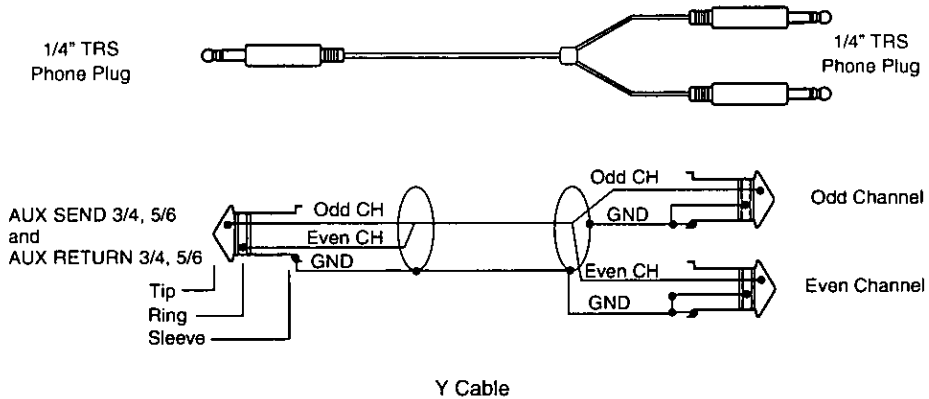 1/4" TRS
Phone Plug
1/4" TRS
Phone Plug
Odd CH
Odd Channel
GND
AUX SEND 3/4, 5/6
and
AUX RETURN 3/4, 5/6
Odd CH
Even CH
GND
Even CH
Even Channel
GND
Tip
Ring
Sleeve
Y Cable